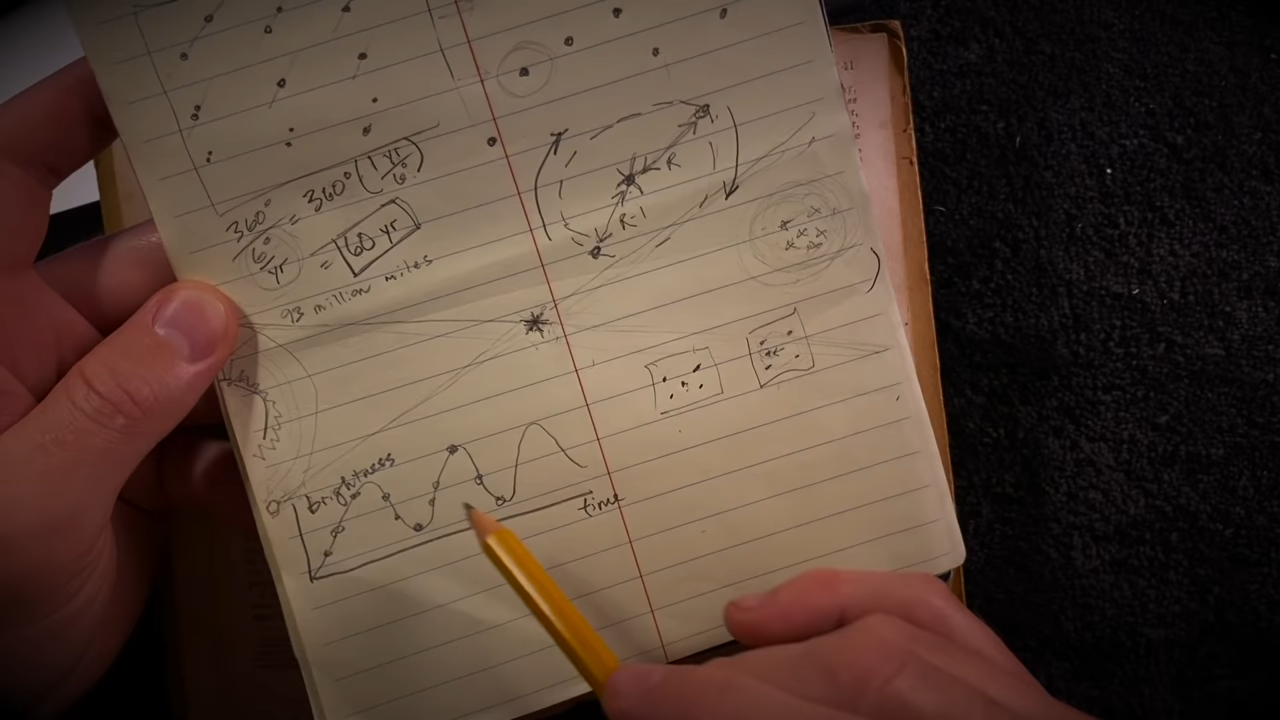 360° / 6°/yr = 360° (1 yr / 6°)
= 60 yr
R
R-1
93 million miles
brightness
time